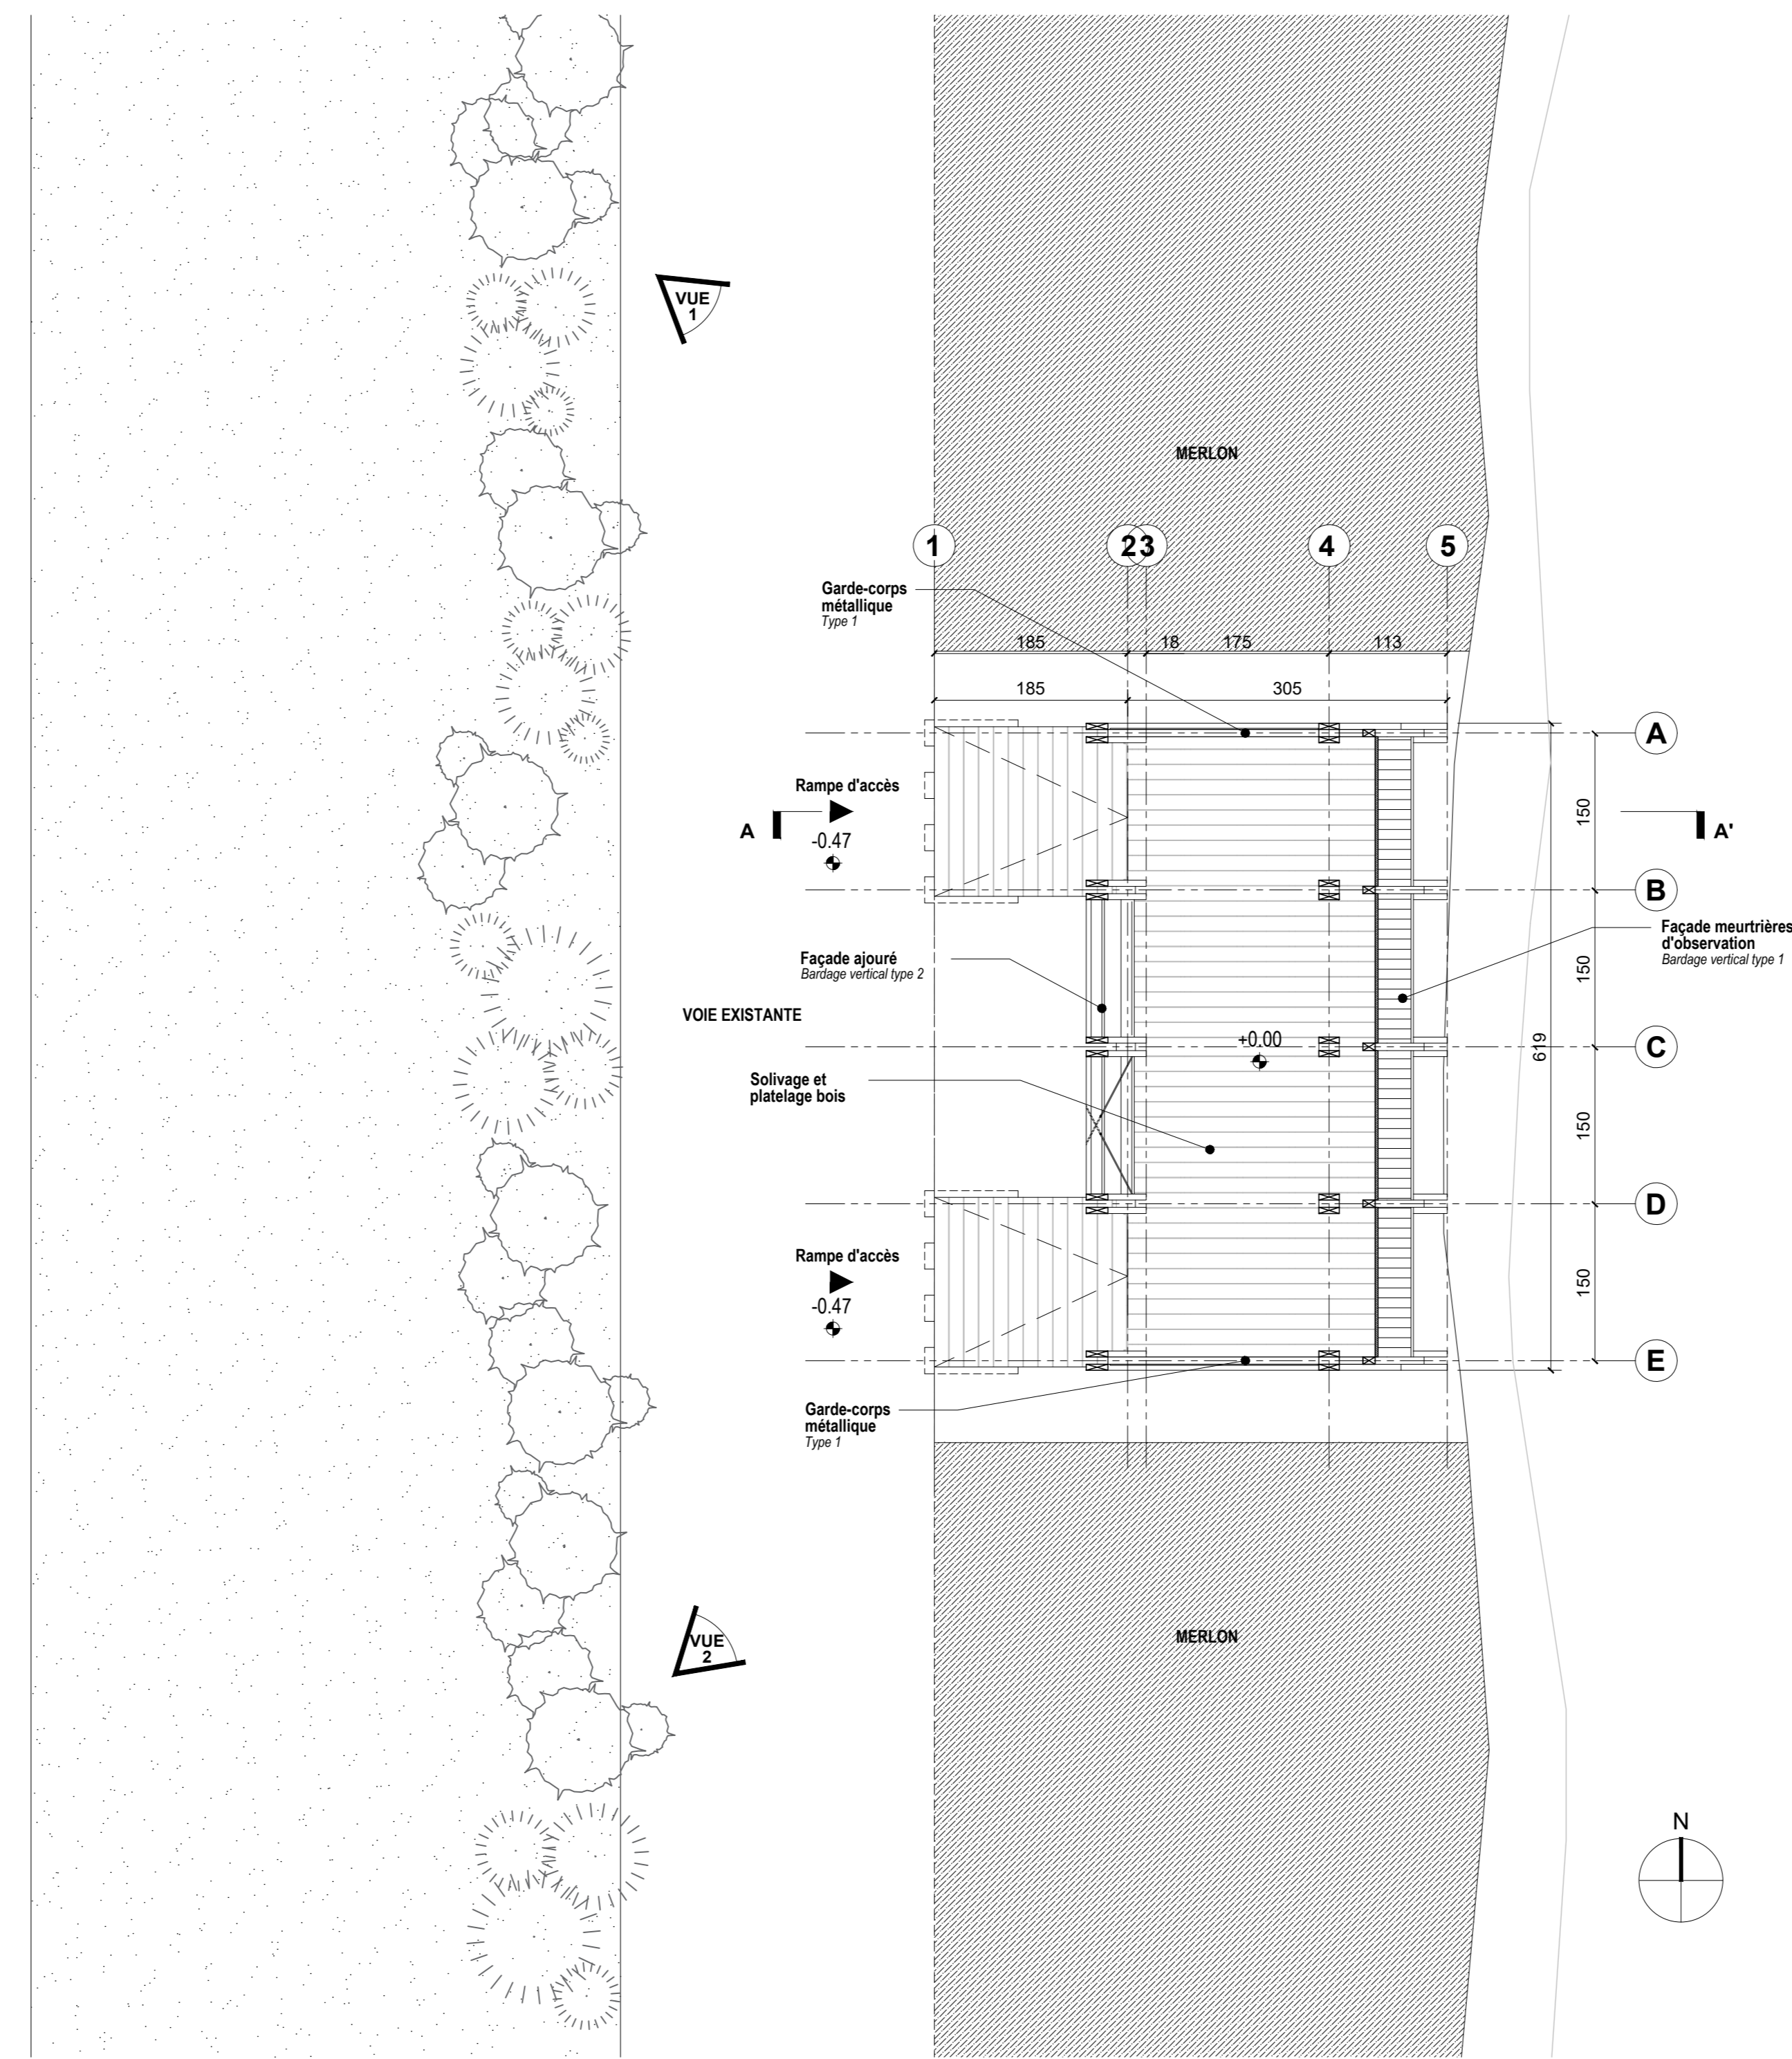 VUE
1
MERLON
1
2
3
4
5
Garde-corps
métallique
Type 1
185
18
175
113
185
305
A
Rampe d'accès
-0.47
A
A'
150
B
Façade meurtrières
d'observation
Bardage vertical type 1
Façade ajouré
Bardage vertical type 2
150
VOIE EXISTANTE
+0.00
619
C
Solivage et
platelage bois
150
D
Rampe d'accès
-0.47
150
E
Garde-corps
métallique
Type 1
VUE
2
MERLON
N